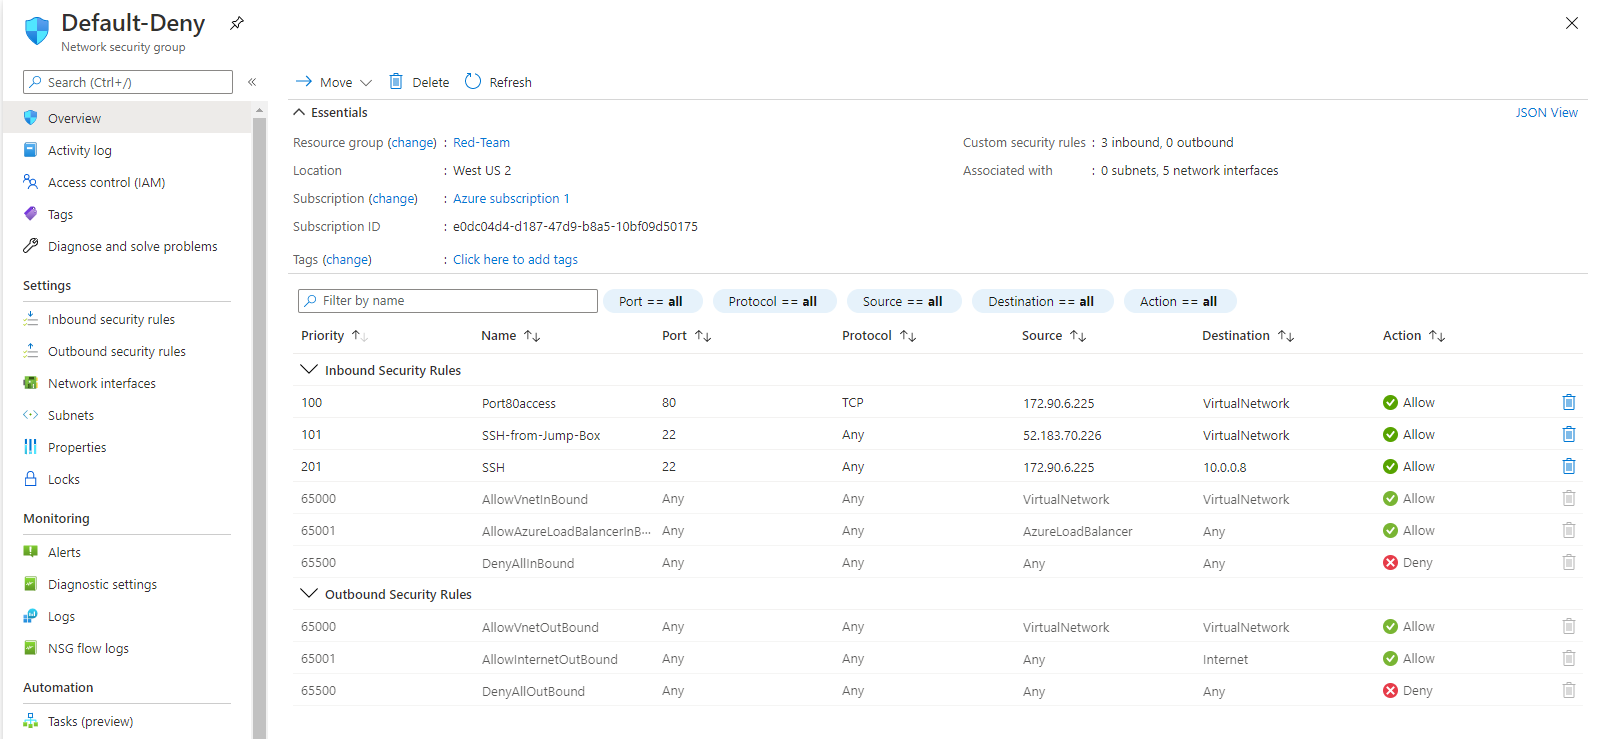 Default-Deny
Network security group
Search (Ctrl+/) «
Overview
Activity log
Access control (IAM)
Tags
Diagnose and solve problems
Settings
Inbound security rules
Outbound security rules
Network interfaces
Subnets
Properties
Locks
Monitoring
Alerts
Diagnostic settings
Logs
NSG flow logs
Automation
Tasks (preview)
Move Delete Refresh
Essentials JSON View
Resource group (change) : Red-Team
Location : West US 2
Subscription (change) : Azure subscription 1
Subscription ID : e0dc04d4-d187-47d9-b8a5-10bf09d50175
Tags (change) : Click here to add tags
Custom security rules : 3 inbound, 0 outbound
Associated with : 0 subnets, 5 network interfaces
Filter by name Port == all Protocol == all Source == all Destination == all Action == all
Priority Name Port Protocol Source Destination Action
Inbound Security Rules
100 Port80access 80 TCP 172.90.6.225 VirtualNetwork Allow
101 SSH-from-Jump-Box 22 Any 52.183.70.226 VirtualNetwork Allow
201 SSH 22 Any 172.90.6.225 10.0.0.8 Allow
65000 AllowVnetInBound Any Any VirtualNetwork VirtualNetwork Allow
65001 AllowAzureLoadBalancerInB··· Any Any AzureLoadBalancer Any Allow
65500 DenyAllInBound Any Any Any Any Deny
Outbound Security Rules
65000 AllowVnetOutBound Any Any VirtualNetwork VirtualNetwork Allow
65001 AllowInternetOutBound Any Any Any Internet Allow
65500 DenyAllOutBound Any Any Any Any Deny